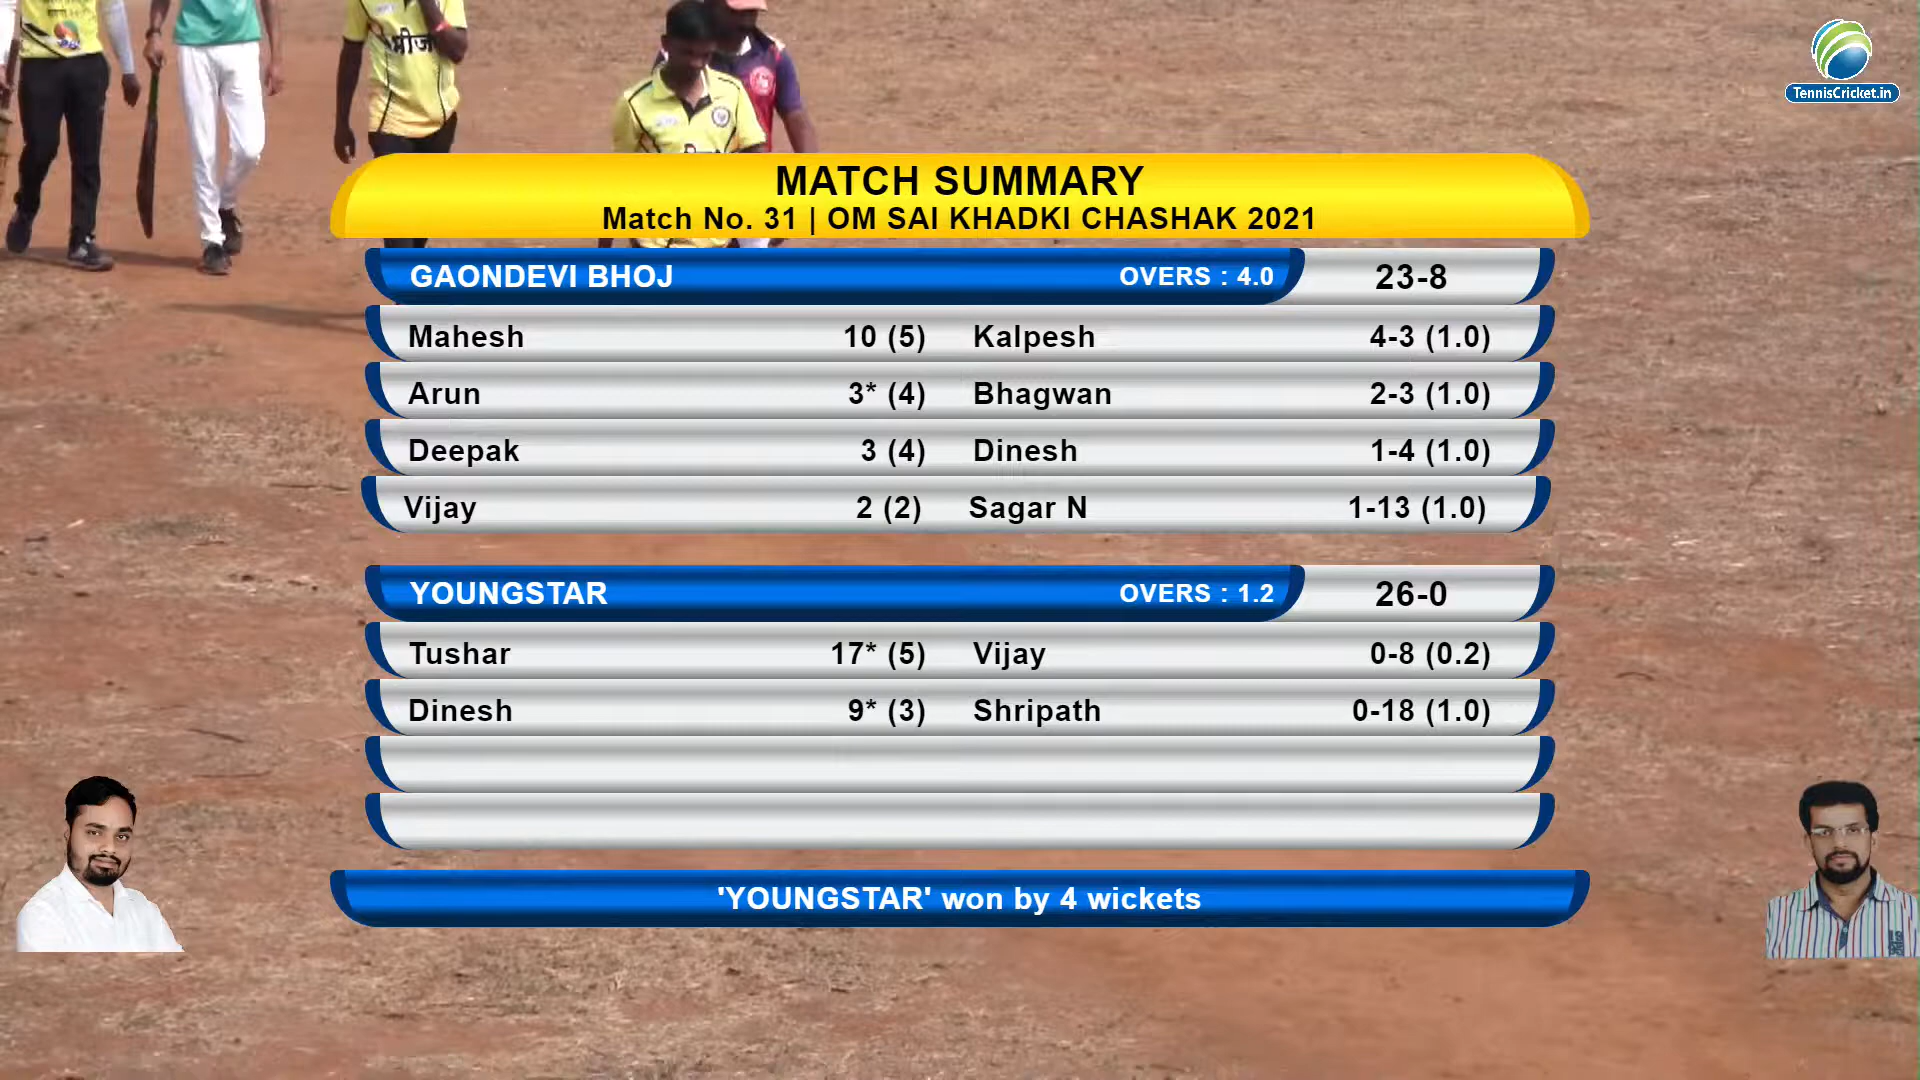 TennisCricket.in
MATCH SUMMARY
Match No. 31 | OM SAI KHADKI CHASHAK 2021
GAONDEVI BHOJ OVERS : 4.0 23-8
Mahesh 10 (5) Kalpesh 4-3 (1.0)
Arun 3* (4) Bhagwan 2-3 (1.0)
Deepak 3 (4) Dinesh 1-4 (1.0)
Vijay 2 (2) Sagar N 1-13 (1.0)
YOUNGSTAR OVERS : 1.2 26-0
Tushar 17* (5) Vijay 0-8 (0.2)
Dinesh 9* (3) Shripath 0-18 (1.0)
'YOUNGSTAR' won by 4 wickets